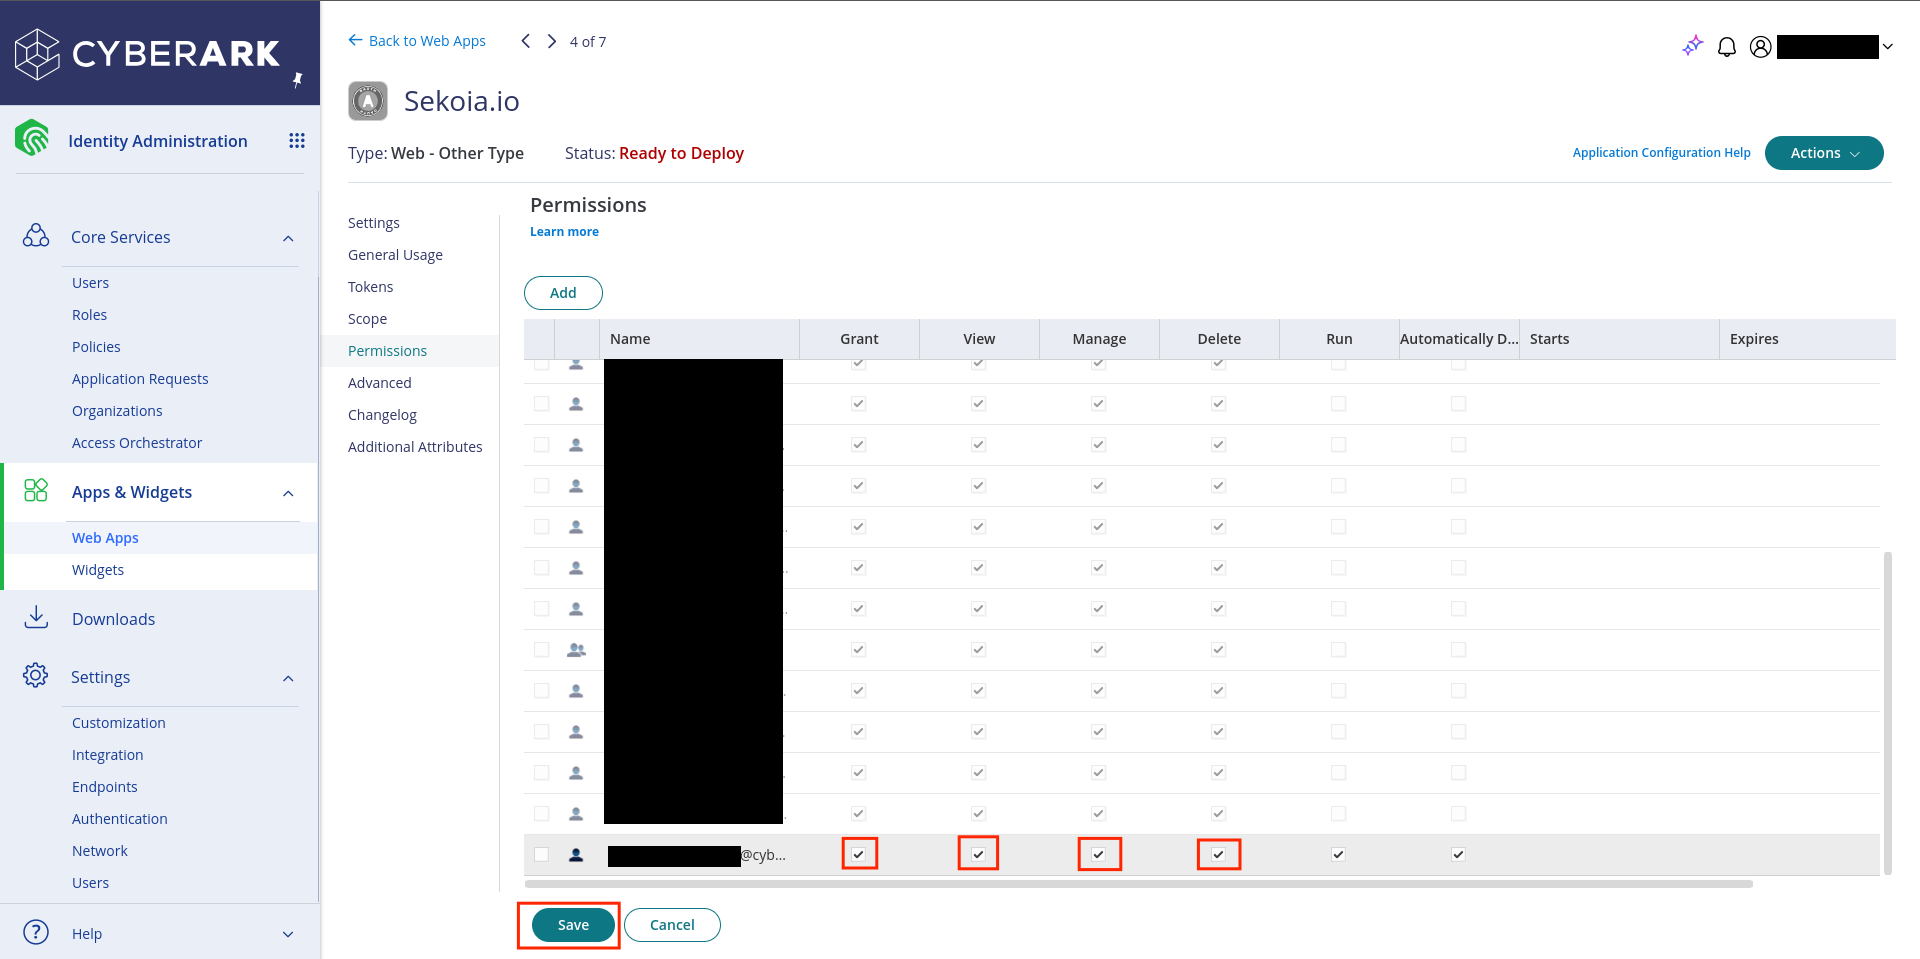 CYBERARK
Identity Administration
Core Services
Users
Roles
Policies
Application Requests
Organizations
Access Orchestrator
Apps & Widgets
Web Apps
Widgets
Downloads
Settings
Customization
Integration
Endpoints
Authentication
Network
Users
Help
Back to Web Apps
4 of 7
Sekoia.io
Type: Web - Other Type
Status: Ready to Deploy
Application Configuration Help
Actions
Settings
General Usage
Tokens
Scope
Permissions
Advanced
Changelog
Additional Attributes
Permissions
Learn more
Add
Name Grant View Manage Delete Run Automatically D... Starts Expires
@cyb...
Save
Cancel